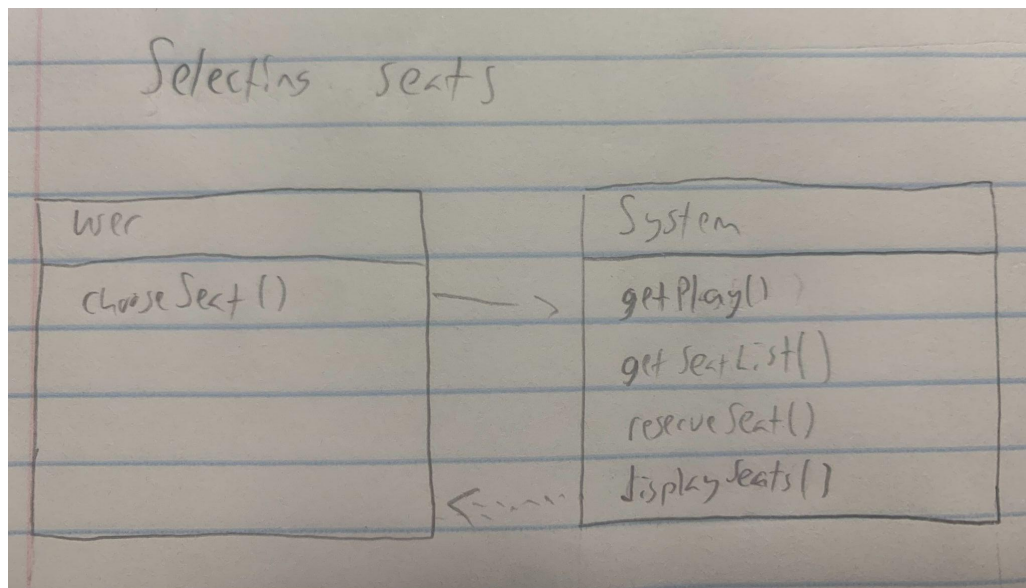 Selecting seats
user
chooseSeat()
System
getPlay()
getSeatList()
reserveSeat()
displaySeats()